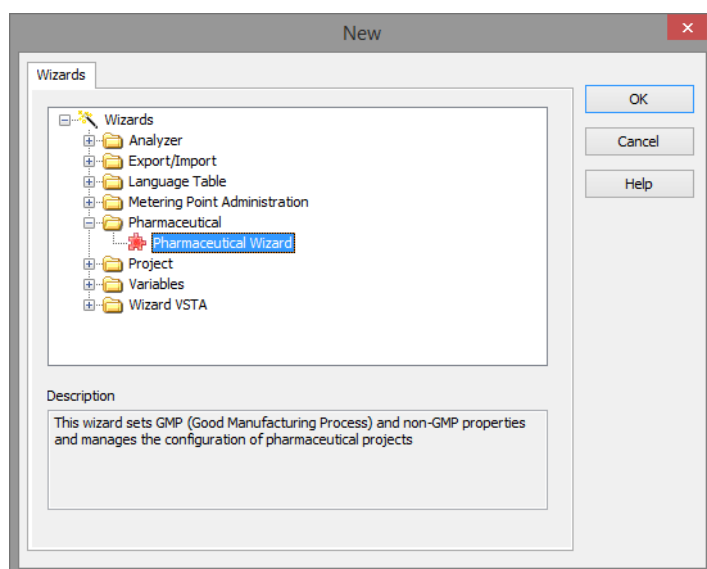 New
Wizards
OK
Cancel
Help
Wizards
Analyzer
Export/Import
Language Table
Metering Point Administration
Pharmaceutical
Pharmaceutical Wizard
Project
Variables
Wizard VSTA
Description
This wizard sets GMP (Good Manufacturing Process) and non-GMP properties
and manages the configuration of pharmaceutical projects